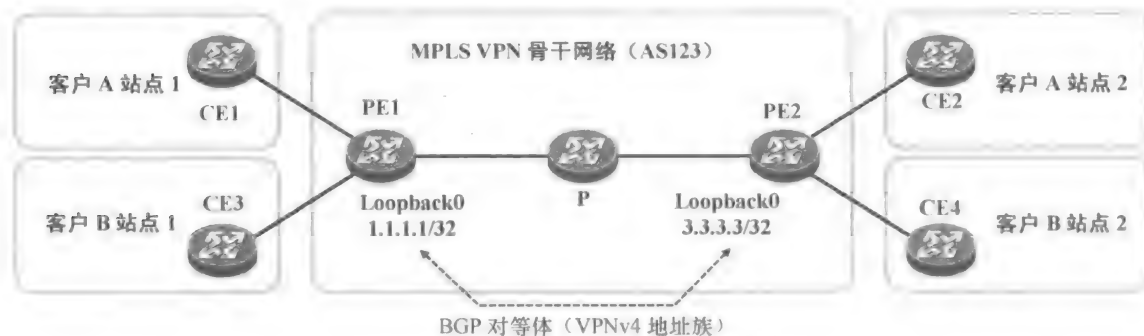 MPLS VPN 骨干网络（AS123）
客户 A 站点 1
CE1
PE1
PE2
CE2
客户 A 站点 2
客户 B 站点 1
CE3
Loopback0
1.1.1.1/32
P
Loopback0
3.3.3.3/32
CE4
客户 B 站点 2
BGP 对等体（VPNv4 地址族）